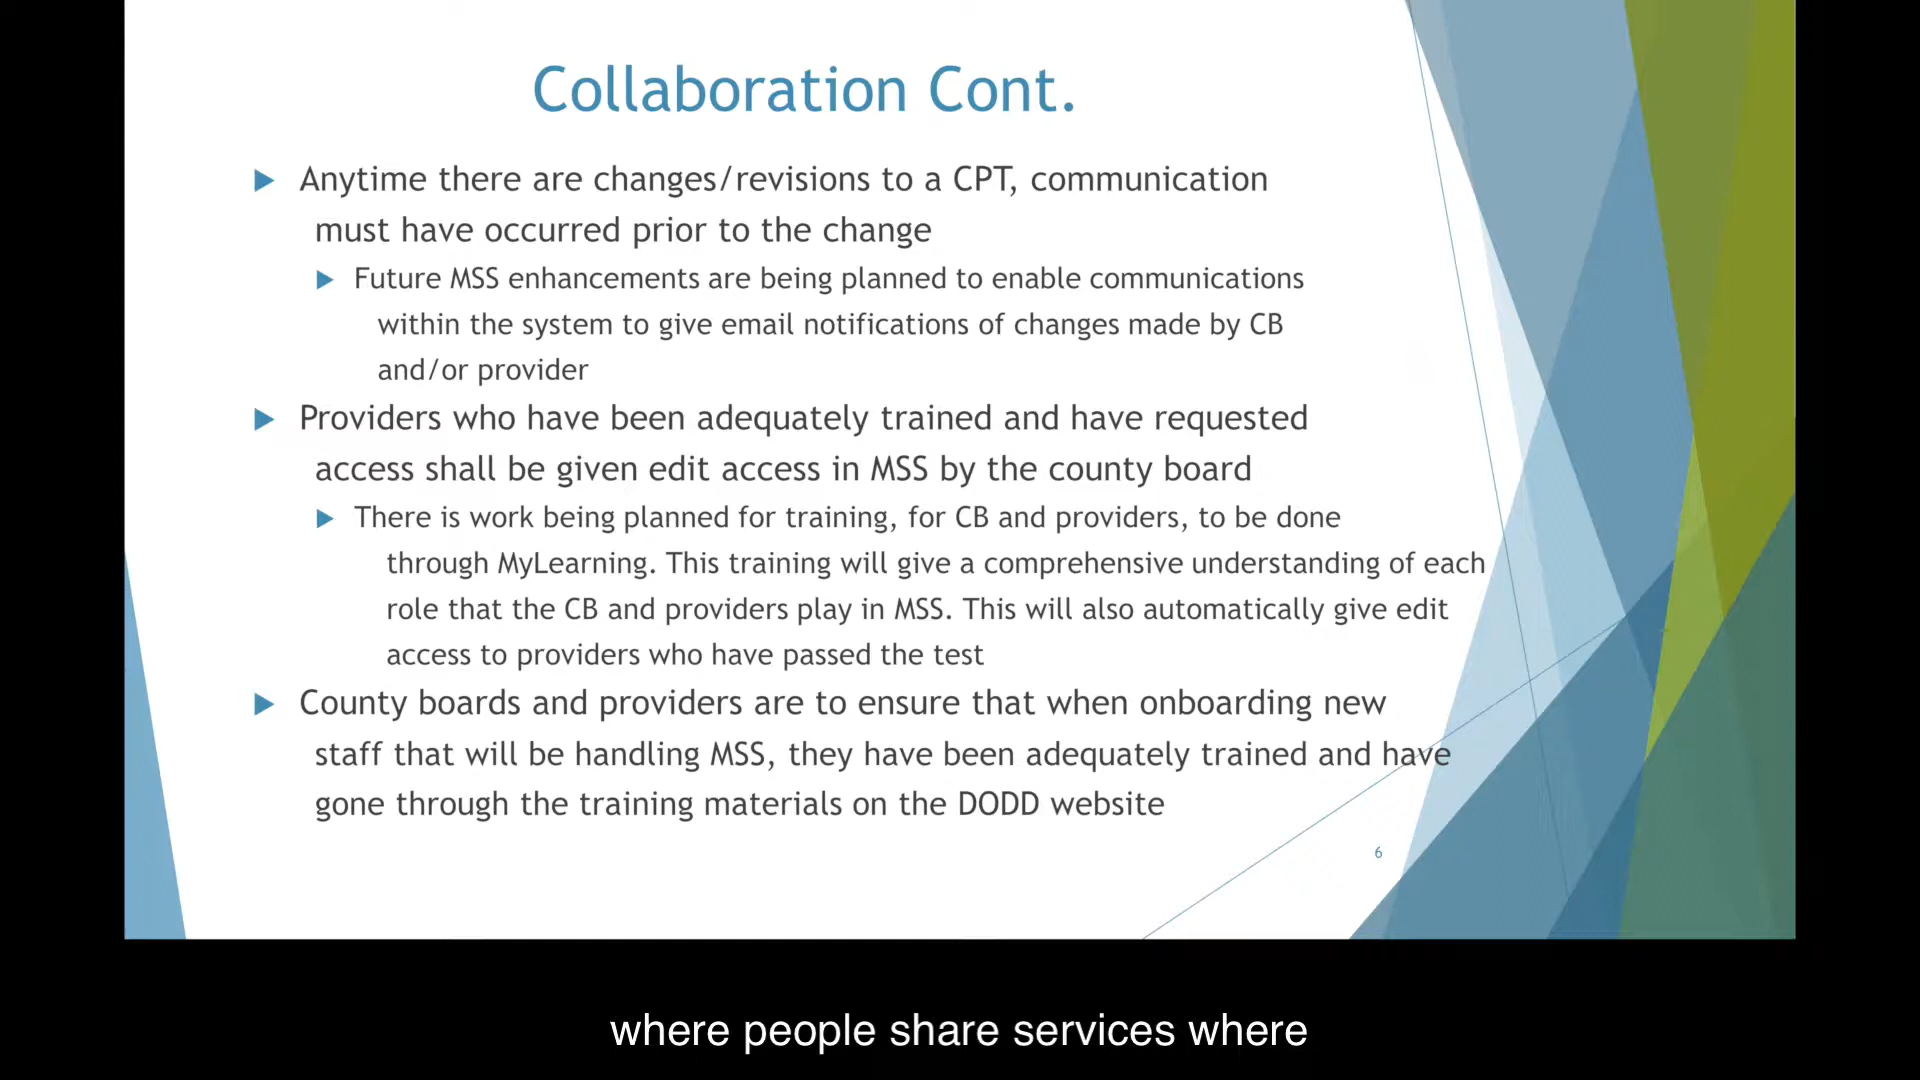 Collaboration Cont.
Anytime there are changes/revisions to a CPT, communication
must have occurred prior to the change
Future MSS enhancements are being planned to enable communications
within the system to give email notifications of changes made by CB
and/or provider
Providers who have been adequately trained and have requested
access shall be given edit access in MSS by the county board
There is work being planned for training, for CB and providers, to be done
through MyLearning. This training will give a comprehensive understanding of each
role that the CB and providers play in MSS. This will also automatically give edit
access to providers who have passed the test
County boards and providers are to ensure that when onboarding new
staff that will be handling MSS, they have been adequately trained and have
gone through the training materials on the DODD website
6
where people share services where